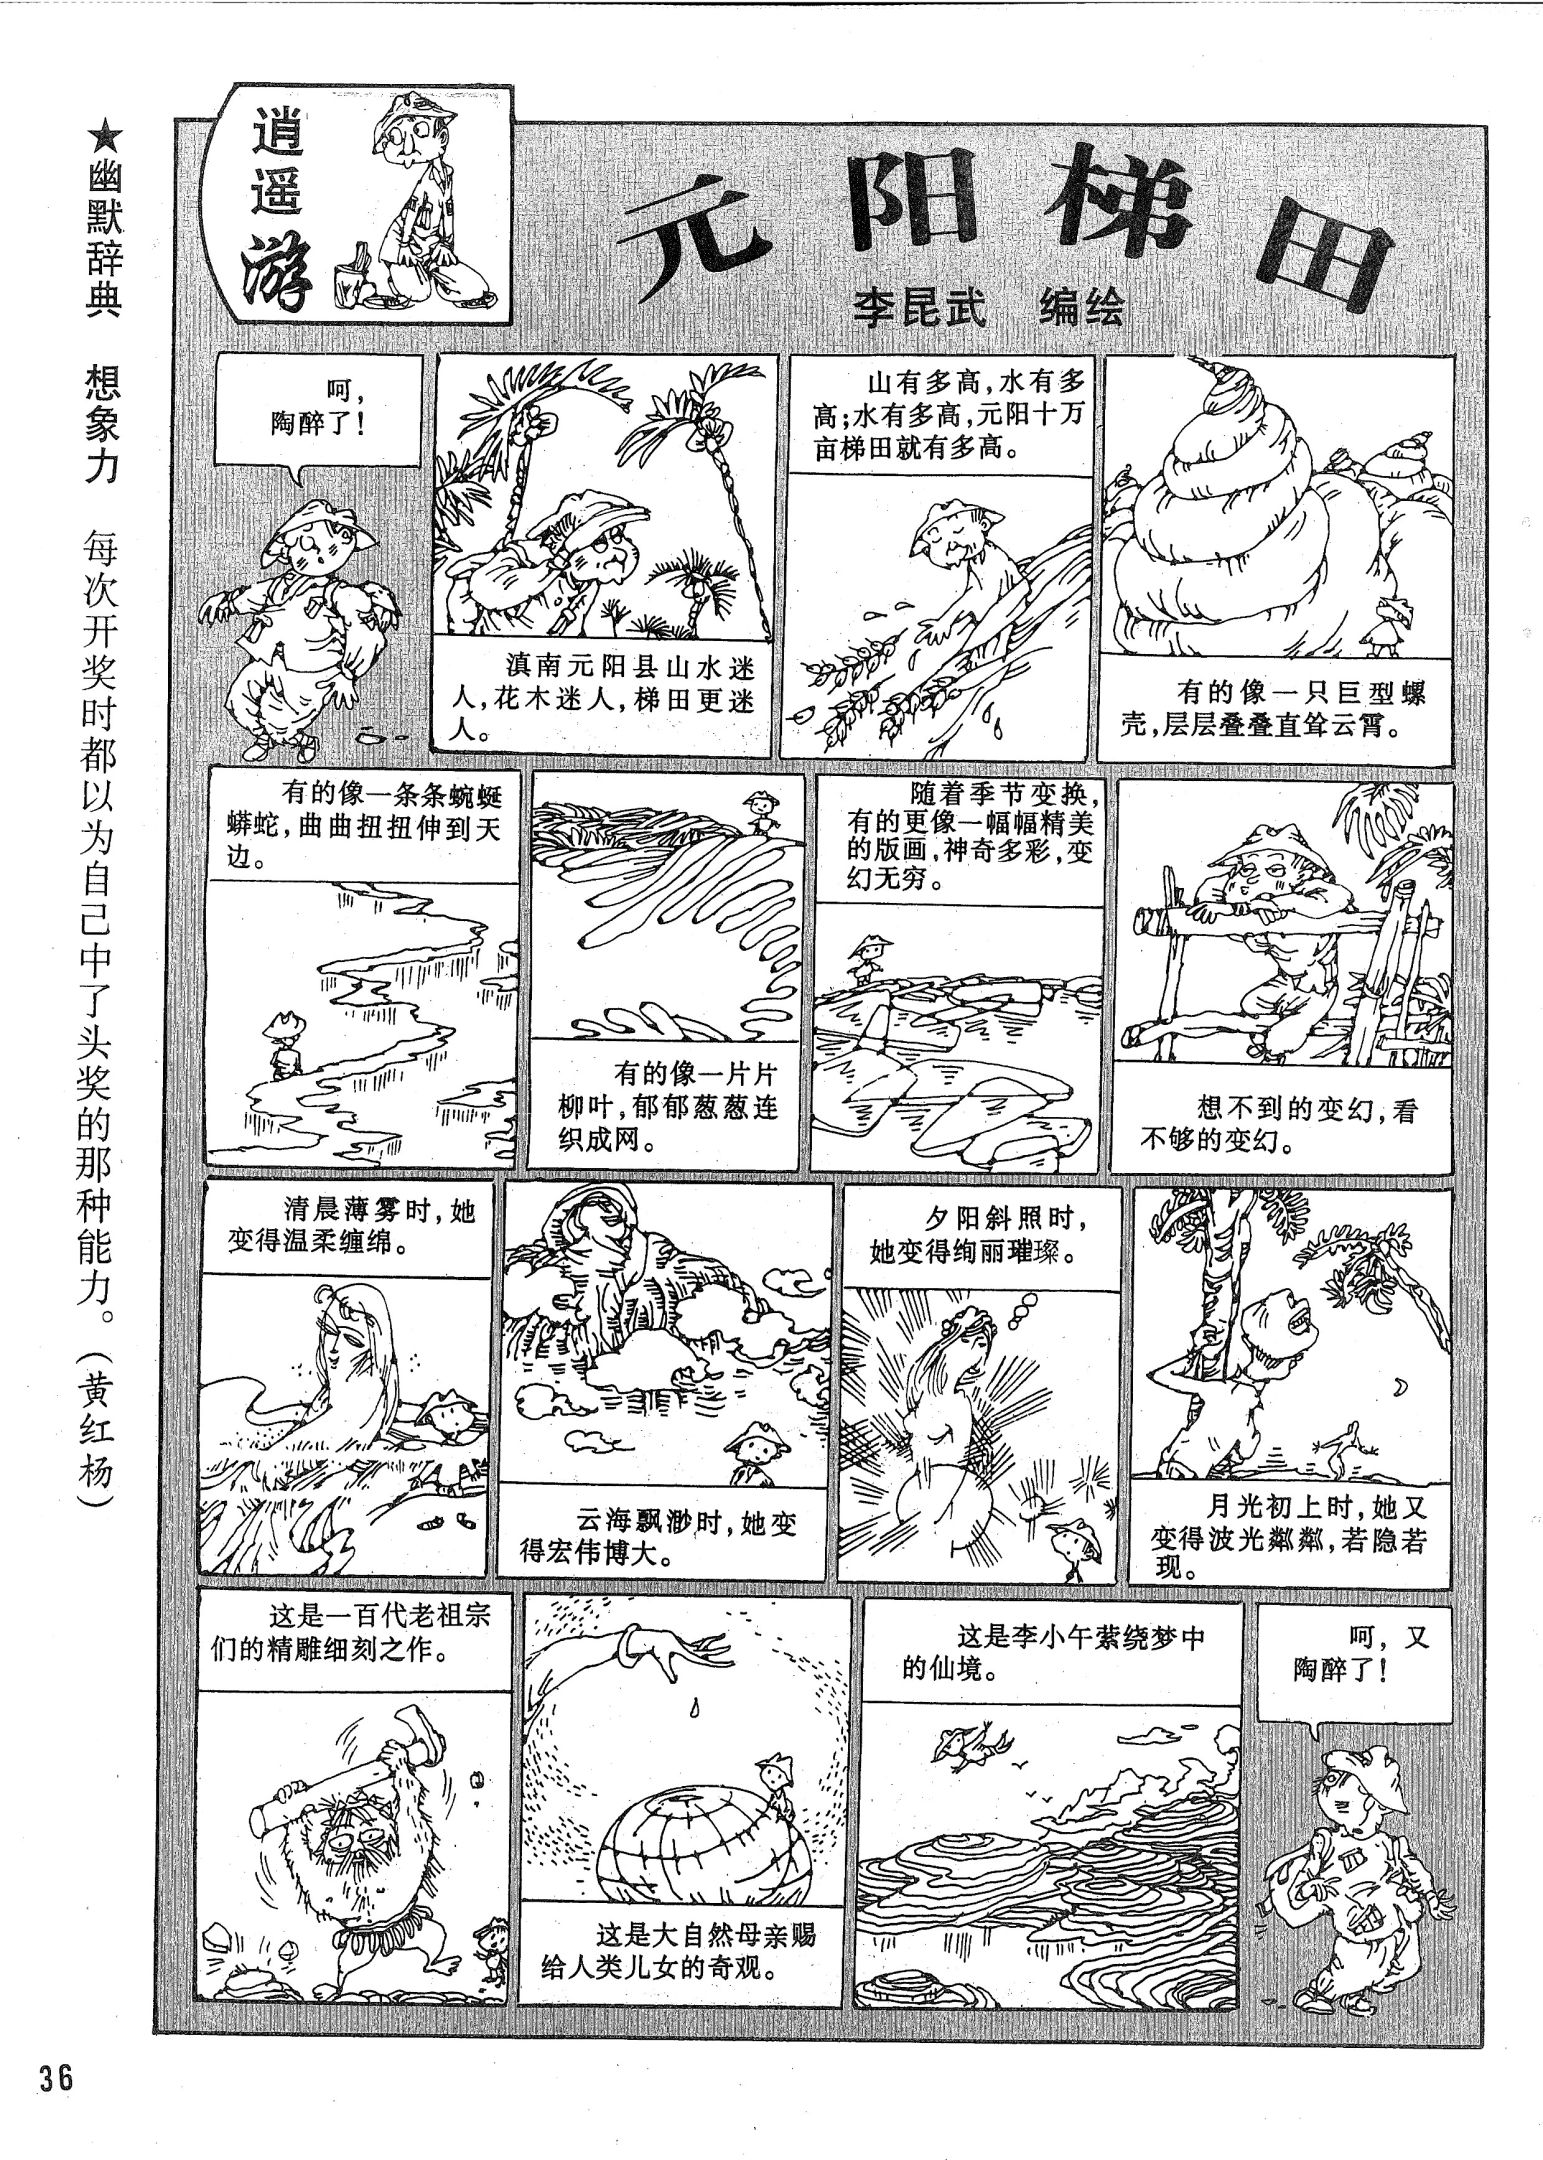 逍遥游
元阳梯田
李昆武 编绘
呵，
陶醉了！
滇南元阳县山水迷
人，花木迷人，梯田更迷
人。
山有多高，水有多
高；水有多高，元阳十万
亩梯田就有多高。
有的像一只巨型螺
壳，层层叠叠直耸云霄。
有的像一条条蜿蜒
蟒蛇，曲曲扭扭伸到天
边。
有的像一片片
柳叶，郁郁葱葱连
织成网。
随着季节变换，
有的更像一幅幅精美
的版画，神奇多彩，变
幻无穷。
想不到的变幻，看
不够的变幻。
清晨薄雾时，她
变得温柔缠绵。
云海飘渺时，她变
得宏伟博大。
夕阳斜照时，
她变得绚丽璀璨。
月光初上时，她又
变得波光粼粼，若隐若
现。
这是一百代老祖宗
们的精雕细刻之作。
这是大自然母亲赐
给人类儿女的奇观。
这是李小午萦绕梦中
的仙境。
呵，又
陶醉了！
★幽默辞典 想象力 每次开奖时都以为自己中了头奖的那种能力。（黄红杨）
36